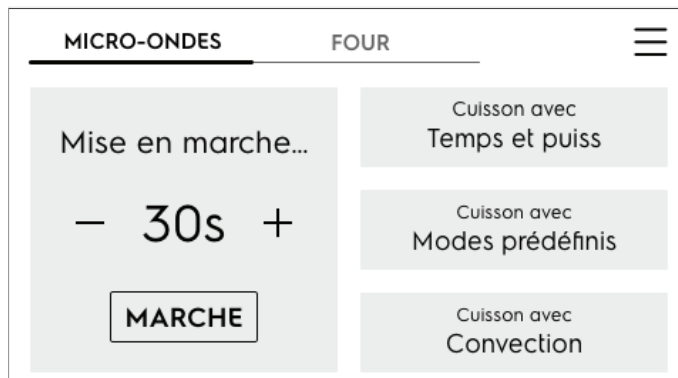 MICRO-ONDES
FOUR
Mise en marche...
— 30s +
MARCHE
Cuisson avec
Temps et puiss
Cuisson avec
Modes prédéfinis
Cuisson avec
Convection